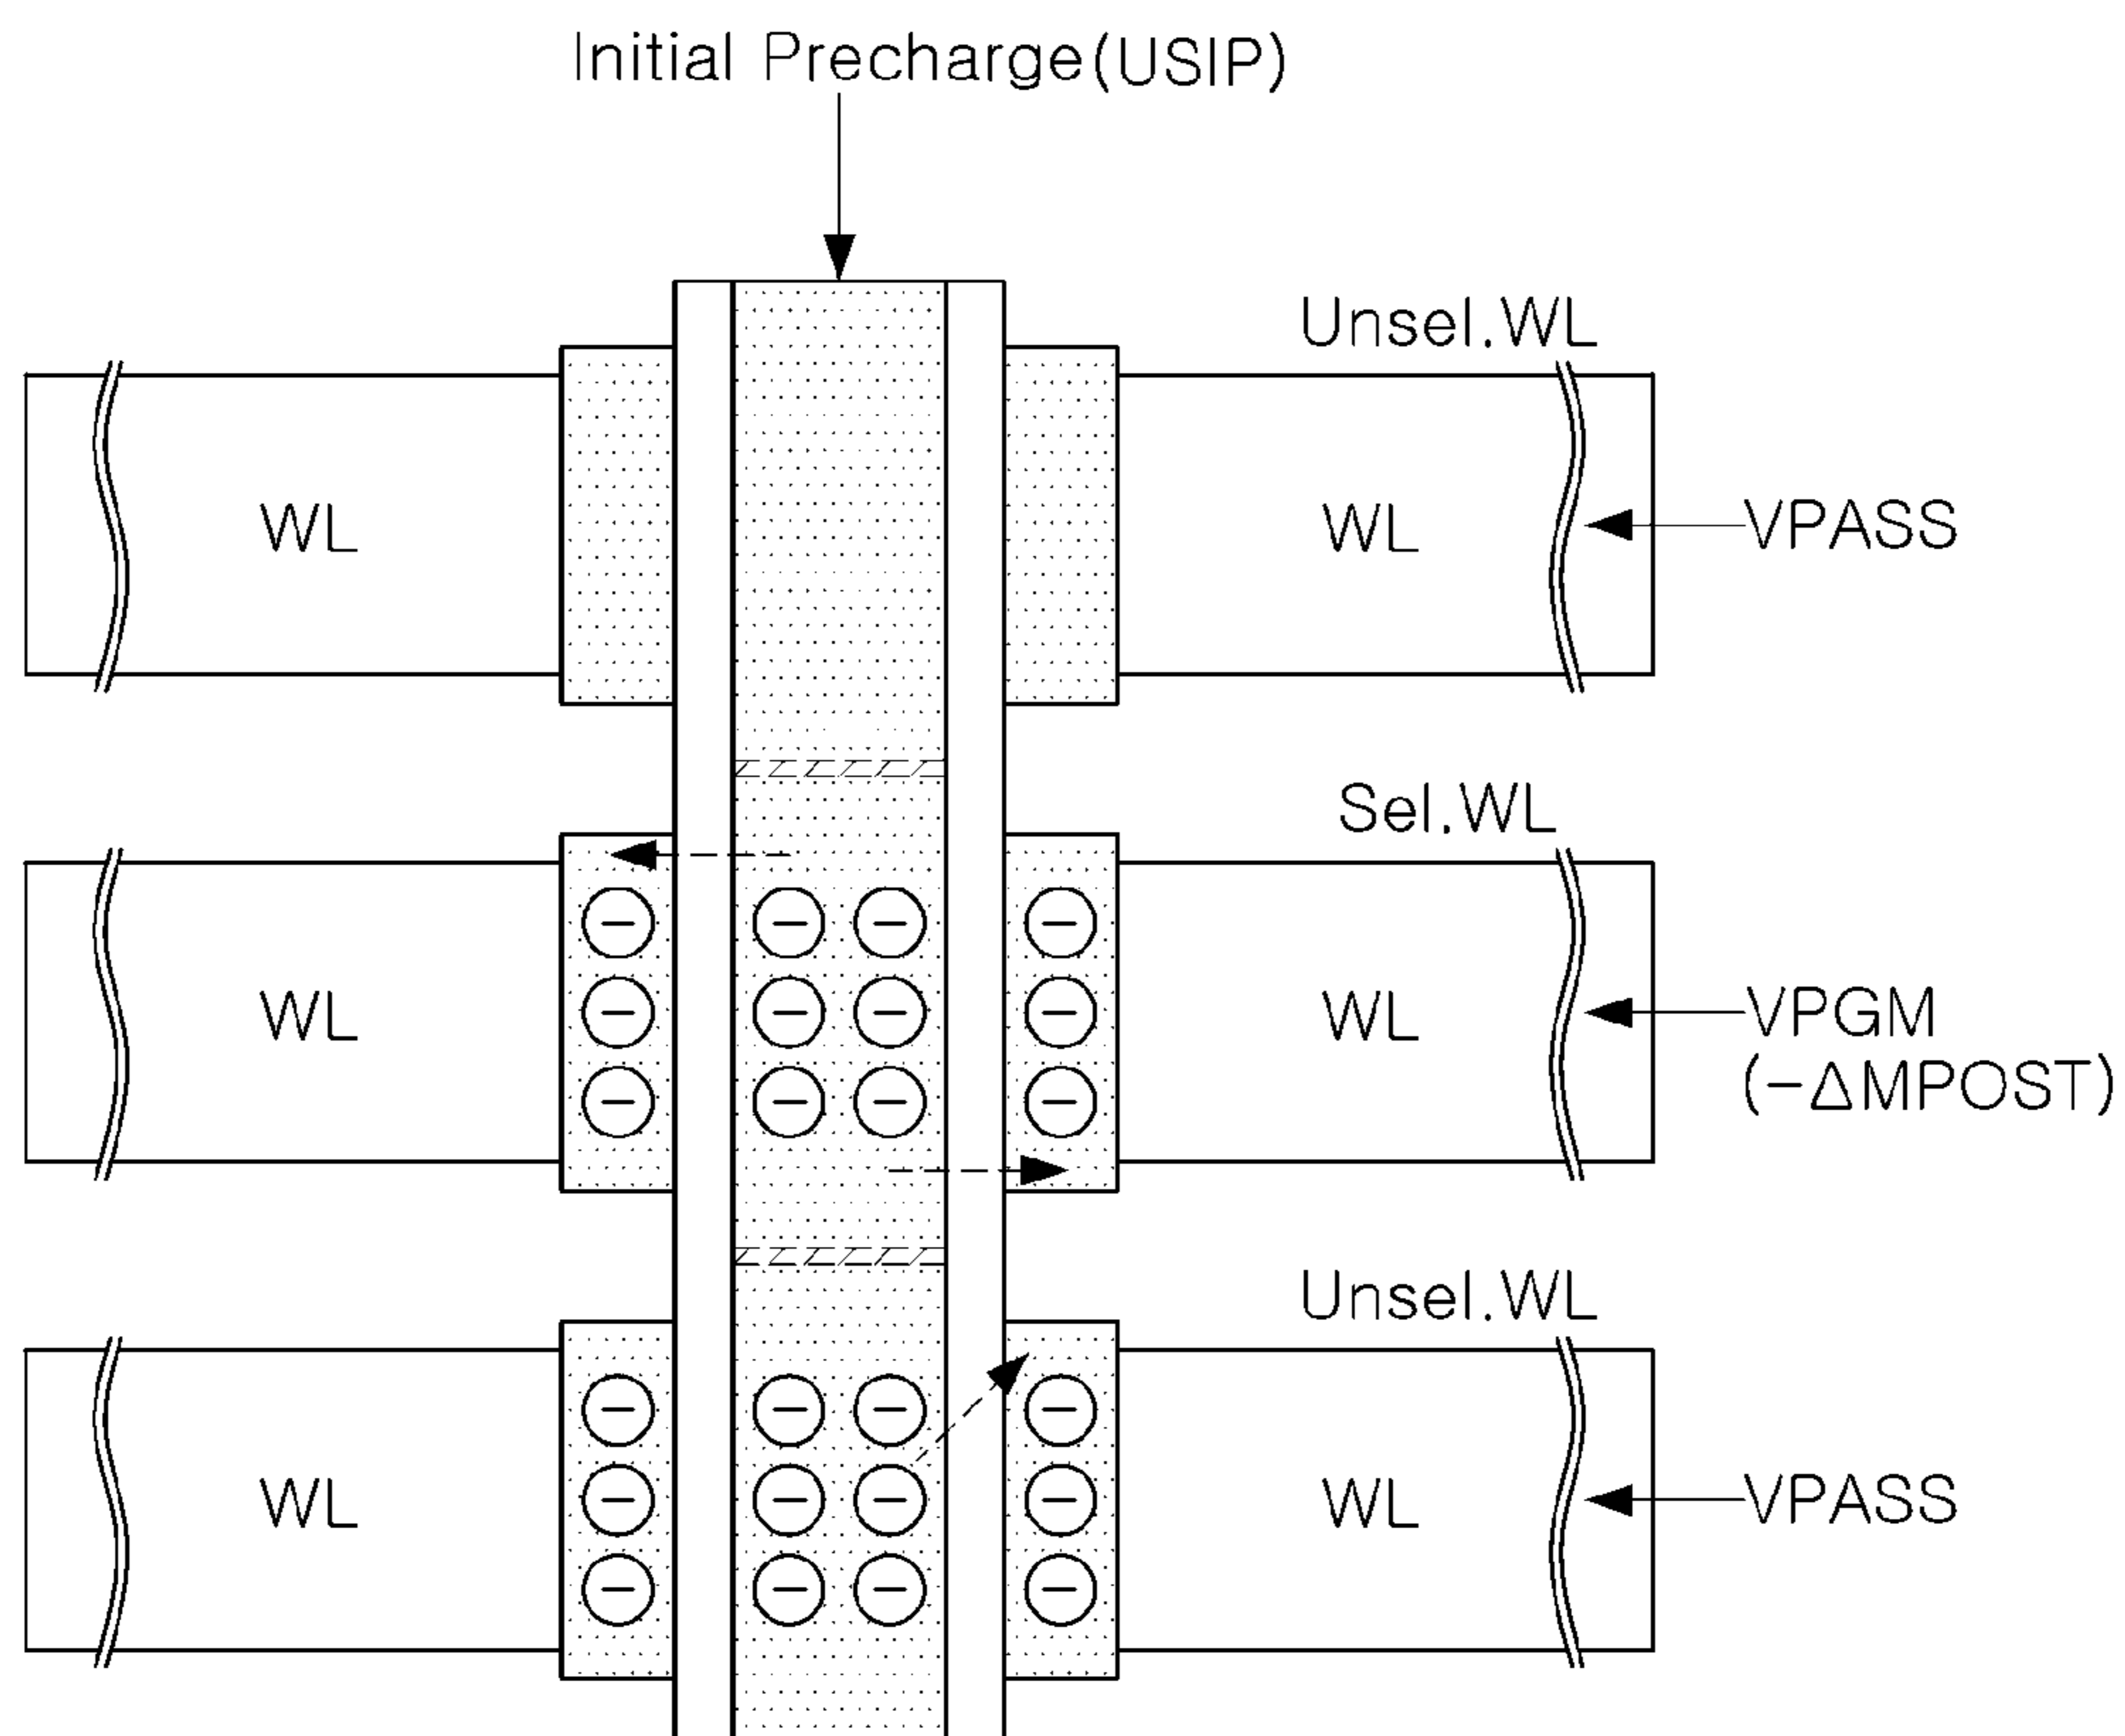 Initial Precharge(USIP)
Unsel.WL
WL
WL
VPASS
Sel.WL
WL
WL
VPGM
(-ΔMPOST)
Unsel.WL
WL
WL
VPASS